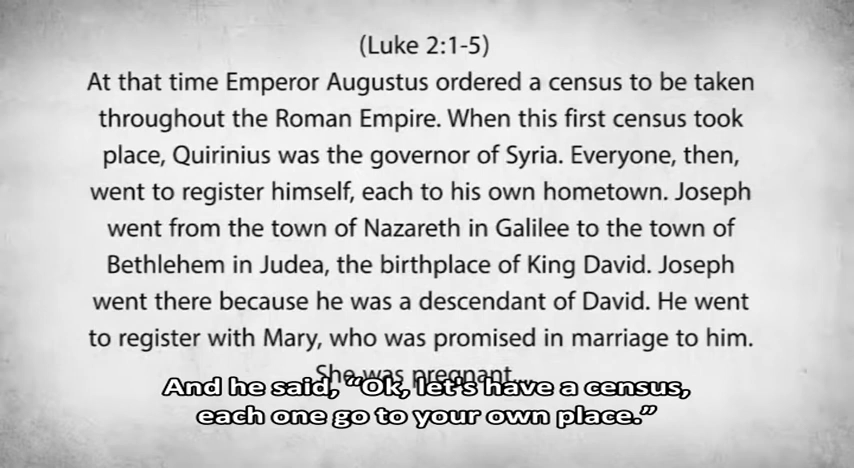 (Luke 2:1-5)
At that time Emperor Augustus ordered a census to be taken
throughout the Roman Empire. When this first census took
place, Quirinius was the governor of Syria. Everyone, then,
went to register himself, each to his own hometown. Joseph
went from the town of Nazareth in Galilee to the town of
Bethlehem in Judea, the birthplace of King David. Joseph
went there because he was a descendant of David. He went
to register with Mary, who was promised in marriage to him.
She was pregnant...
And he said, “Ok, let's have a census,
each one go to your own place.”